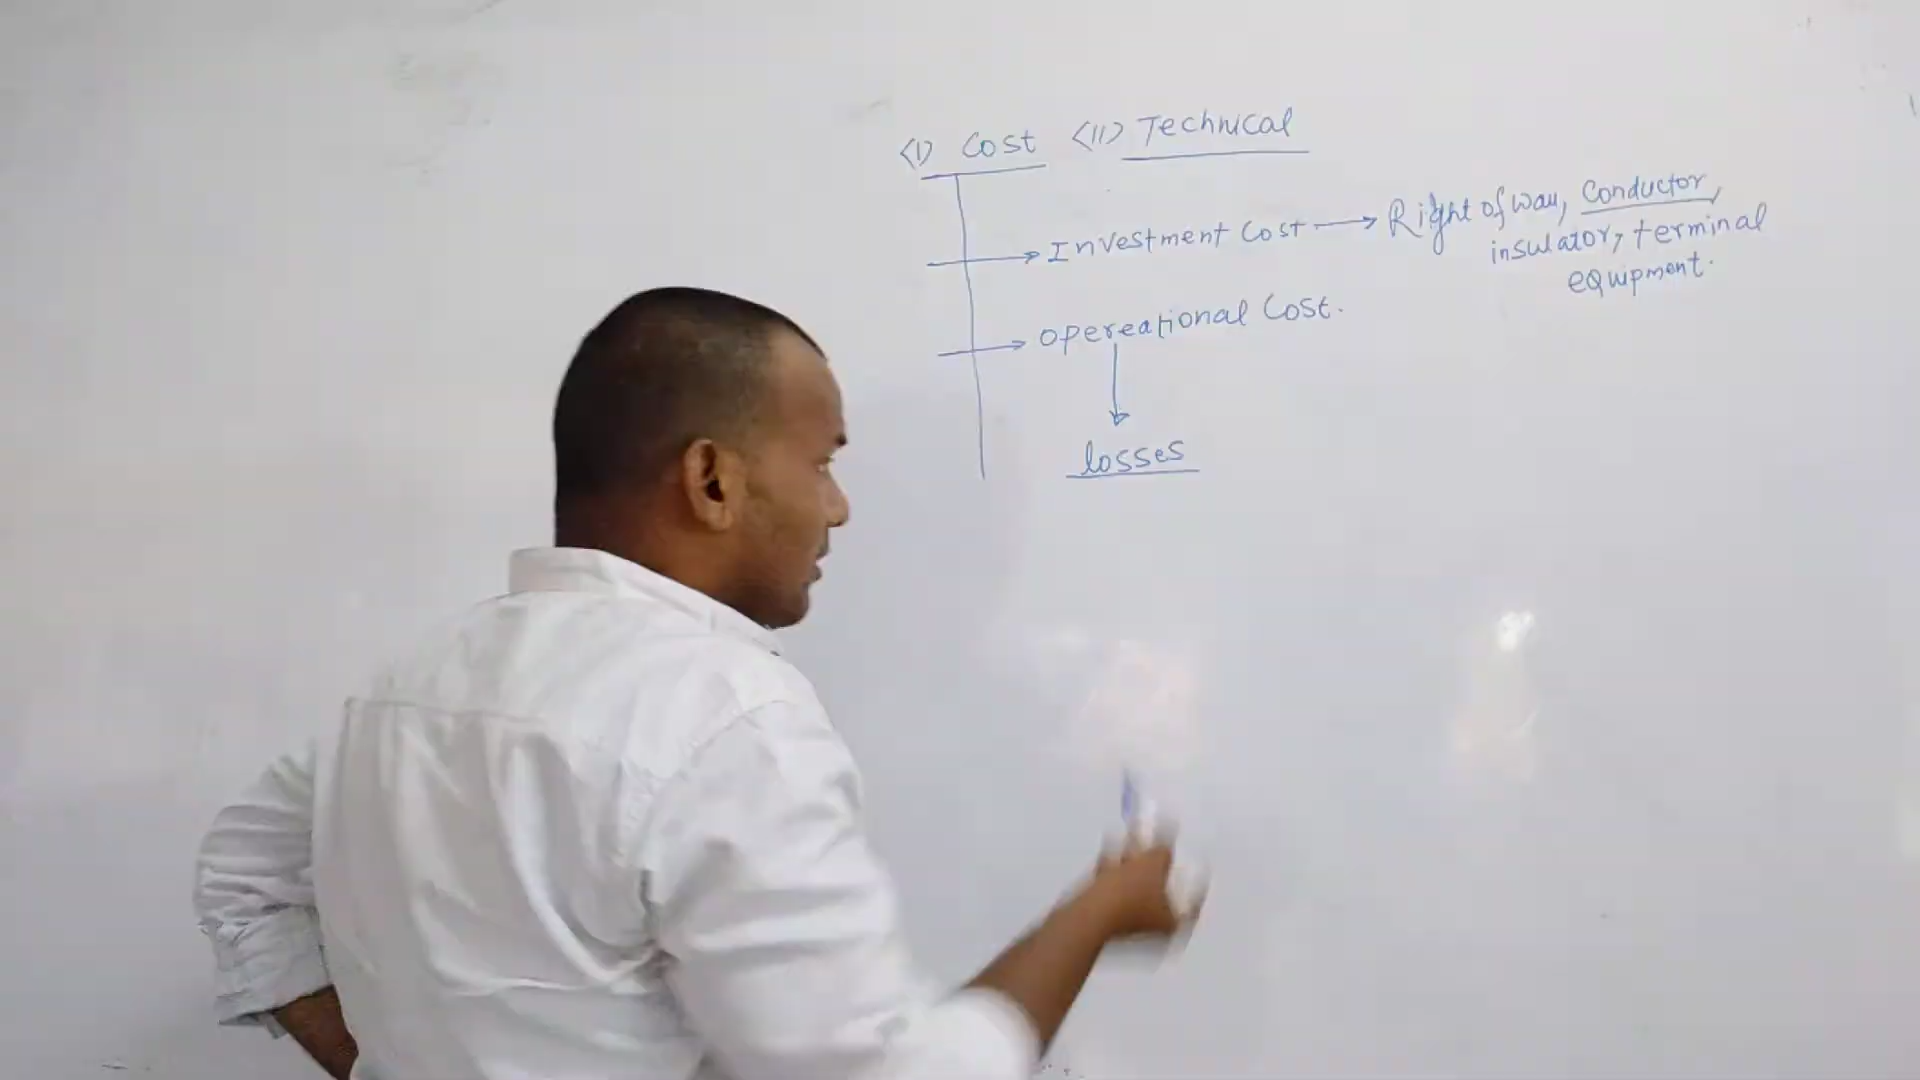 <I> Cost <II> Technical
Investment Cost → Right of way, Conductor,
insulator, terminal
equipment.
Opereational Cost.
losses